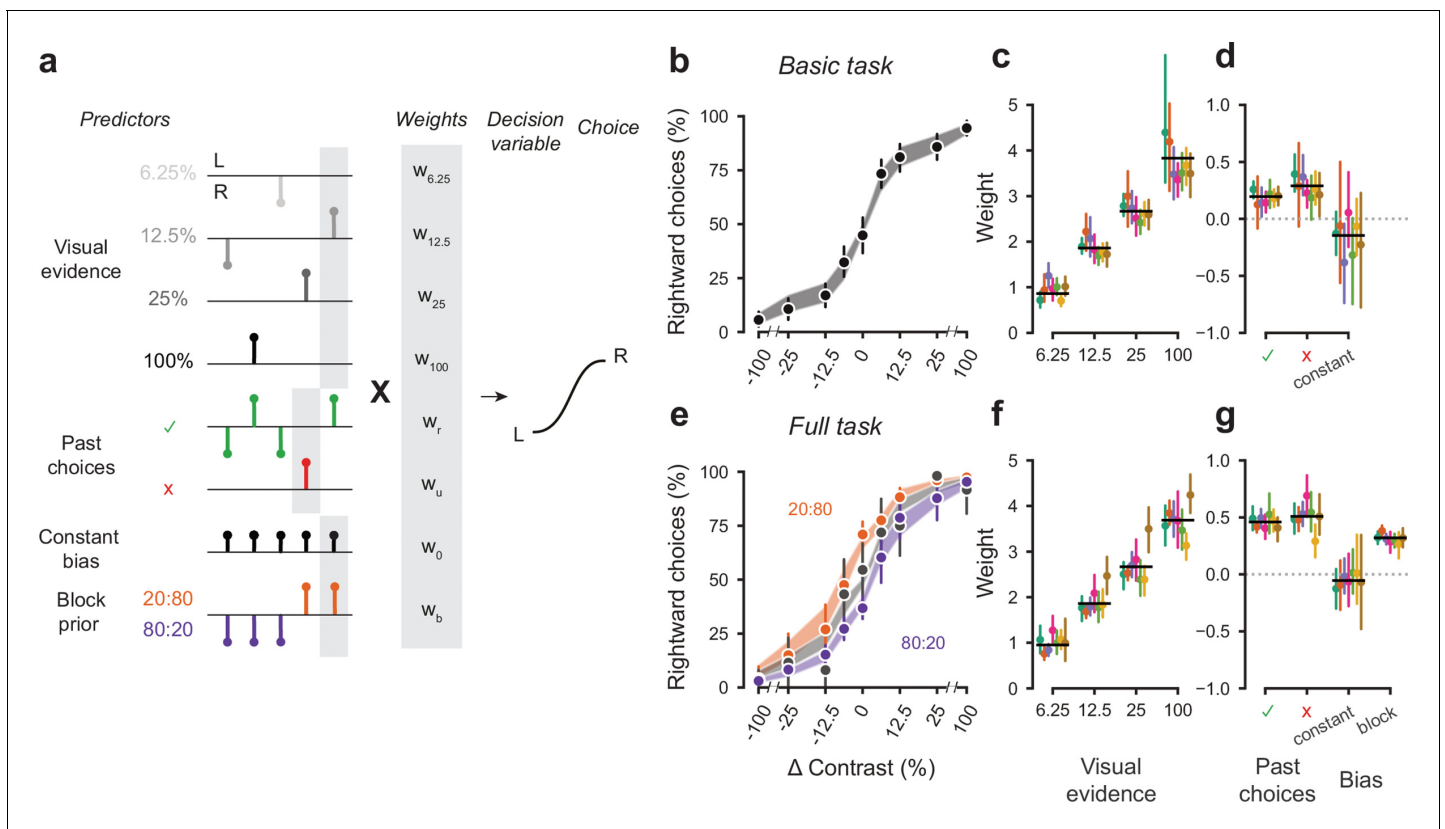 a
Predictors
Weights
Decision
variable
Choice
L
R
6.25%
12.5%
25%
100%
Visual
evidence
✓
x
Past
choices
Constant
bias
Block
prior
20:80
80:20
X
w6.25
w12.5
w25
w100
wr
wu
w0
wb
→
L
R
b
Basic task
Rightward choices (%)
100
75
50
25
0
-100
-25
-12.5
0
12.5
25
100
c
Weight
5
4
3
2
1
0
6.25
12.5
25
100
d
1.0
0.5
0.0
−0.5
−1.0
✓
x
constant
e
Full task
Rightward choices (%)
100
75
50
25
0
20:80
80:20
-100
-25
-12.5
0
12.5
25
100
Δ Contrast (%)
f
Weight
5
4
3
2
1
0
6.25
12.5
25
100
Visual
evidence
g
1.0
0.5
0.0
−0.5
−1.0
✓
x
constant
block
Past
choices
Bias